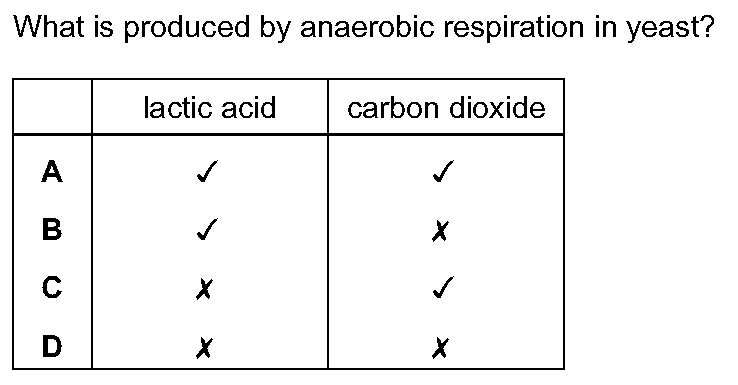 What is produced by anaerobic respiration in yeast?
lactic acid carbon dioxide
A ✓ ✓
B ✓ ✗
C ✗ ✓
D ✗ ✗